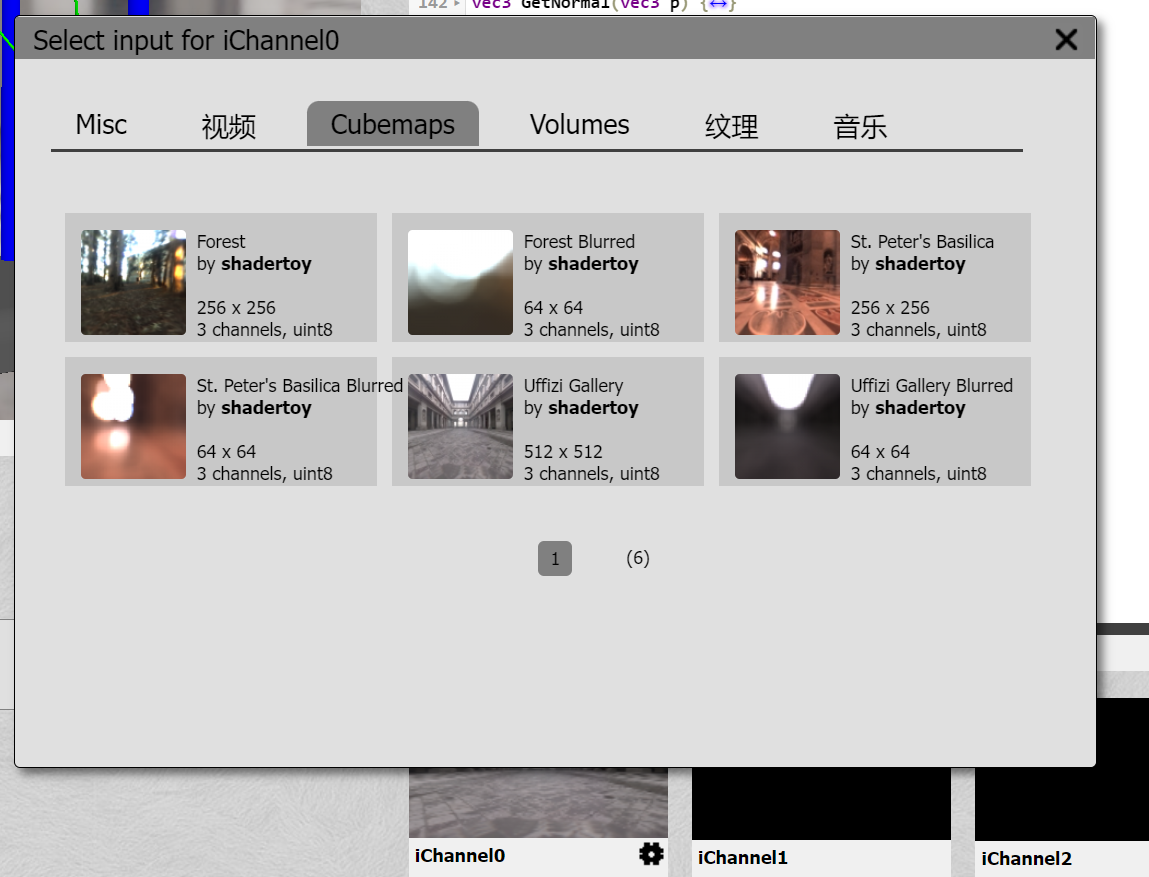 142 vec3 GetNormal(vec3 p) {↔}
Select input for iChannel0
Misc 视频 Cubemaps Volumes 纹理 音乐
Forest
by shadertoy
256 x 256
3 channels, uint8
Forest Blurred
by shadertoy
64 x 64
3 channels, uint8
St. Peter's Basilica
by shadertoy
256 x 256
3 channels, uint8
St. Peter's Basilica Blurred
by shadertoy
64 x 64
3 channels, uint8
Uffizi Gallery
by shadertoy
512 x 512
3 channels, uint8
Uffizi Gallery Blurred
by shadertoy
64 x 64
3 channels, uint8
1 (6)
iChannel0
iChannel1
iChannel2